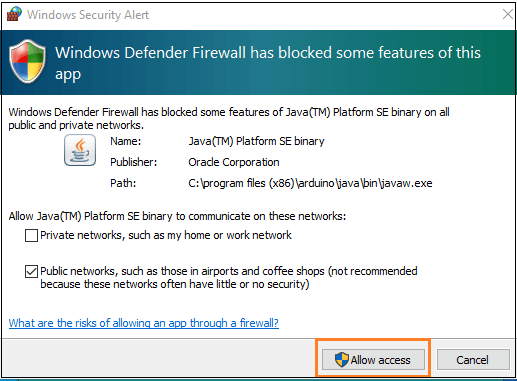 Windows Security Alert
Windows Defender Firewall has blocked some features of this
app
Windows Defender Firewall has blocked some features of Java(TM) Platform SE binary on all
public and private networks.
Name: Java(TM) Platform SE binary
Publisher: Oracle Corporation
Path: C:\program files (x86)\arduino\java\bin\javaw.exe
Allow Java(TM) Platform SE binary to communicate on these networks:
Private networks, such as my home or work network
Public networks, such as those in airports and coffee shops (not recommended
because these networks often have little or no security)
What are the risks of allowing an app through a firewall?
Allow access Cancel